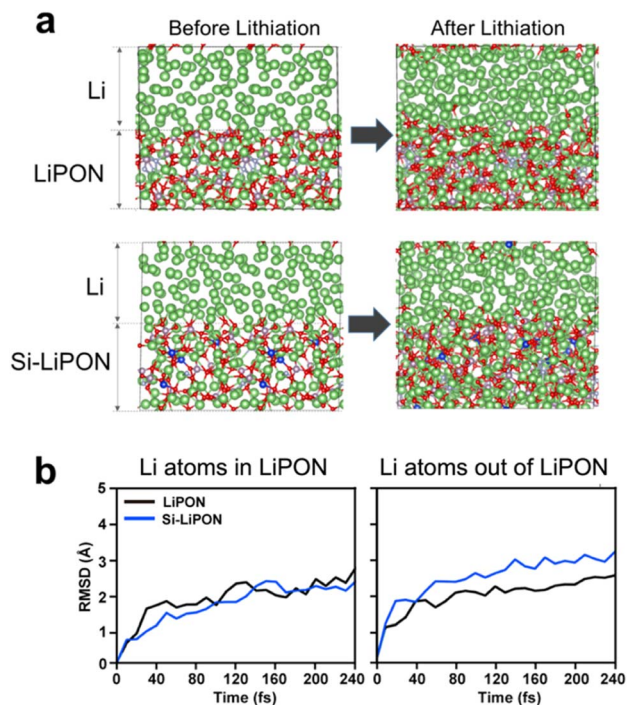 a
Before Lithiation
After Lithiation
Li
LiPON
Li
Si-LiPON
b
Li atoms in LiPON
Li atoms out of LiPON
RMSD (Å)
5
4
3
2
1
0
LiPON
Si-LiPON
0 40 80 120 160 200 240
0 40 80 120 160 200 240
Time (fs)
Time (fs)